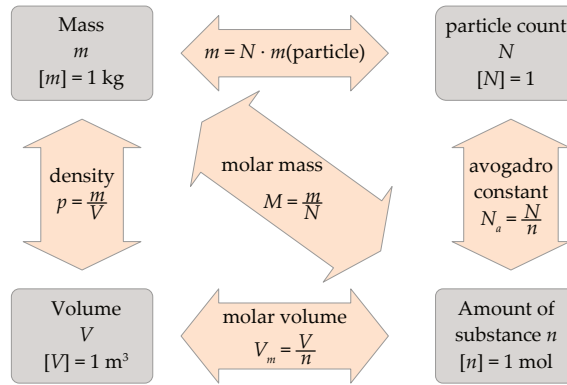 Mass
m
[m] = 1 kg
m = N · m(particle)
particle count
N
[N] = 1
density
p = m/V
molar mass
M = m/N
avogadro
constant
Nₐ = N/n
Volume
V
[V] = 1 m³
molar volume
Vₘ = V/n
Amount of
substance n
[n] = 1 mol